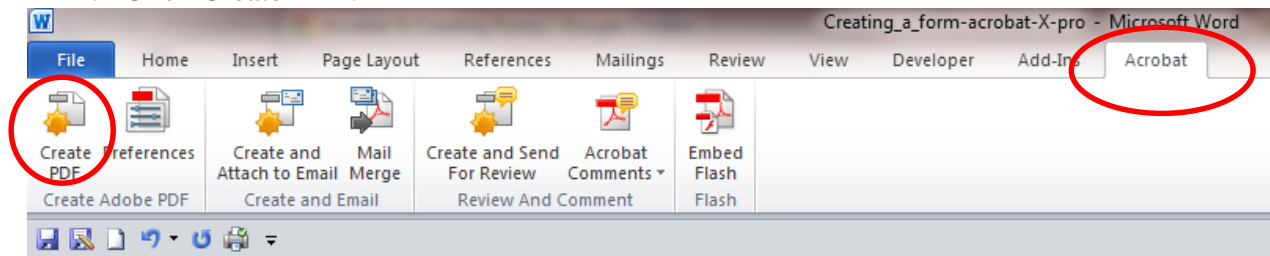 W Creating_a_form-acrobat-X-pro - Microsoft Word
File Home Insert Page Layout References Mailings Review View Developer Add-Ins Acrobat
Create Preferences Create and Mail Create and Send Acrobat Embed
PDF Attach to Email Merge For Review Comments Flash
Create Adobe PDF Create and Email Review And Comment Flash